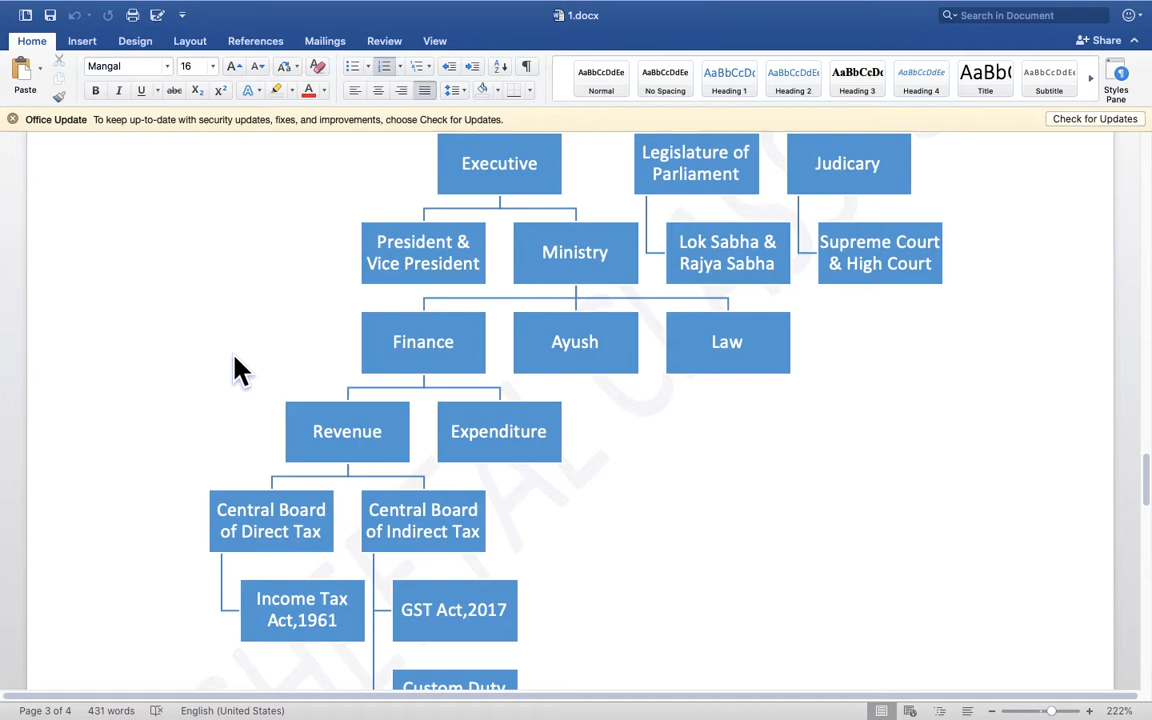 1.docx
Search in Document
Home Insert Design Layout References Mailings Review View
Share
Paste
Mangal 16
AaBbCcDdEe AaBbCcDdEe AaBbCcDc AaBbCcDdEe AaBbCcDc AaBbCcDdEe AaBb( AaBbCcDdEe
Normal No Spacing Heading 1 Heading 2 Heading 3 Heading 4 Title Subtitle
Styles
Pane
Office Update To keep up-to-date with security updates, fixes, and improvements, choose Check for Updates.
Check for Updates
Executive
Legislature of
Parliament
Judicary
President &
Vice President
Ministry
Lok Sabha &
Rajya Sabha
Supreme Court
& High Court
Finance
Ayush
Law
Revenue
Expenditure
Central Board
of Direct Tax
Central Board
of Indirect Tax
Income Tax
Act,1961
GST Act,2017
Custom Duty
Page 3 of 4 431 words English (United States) 222%